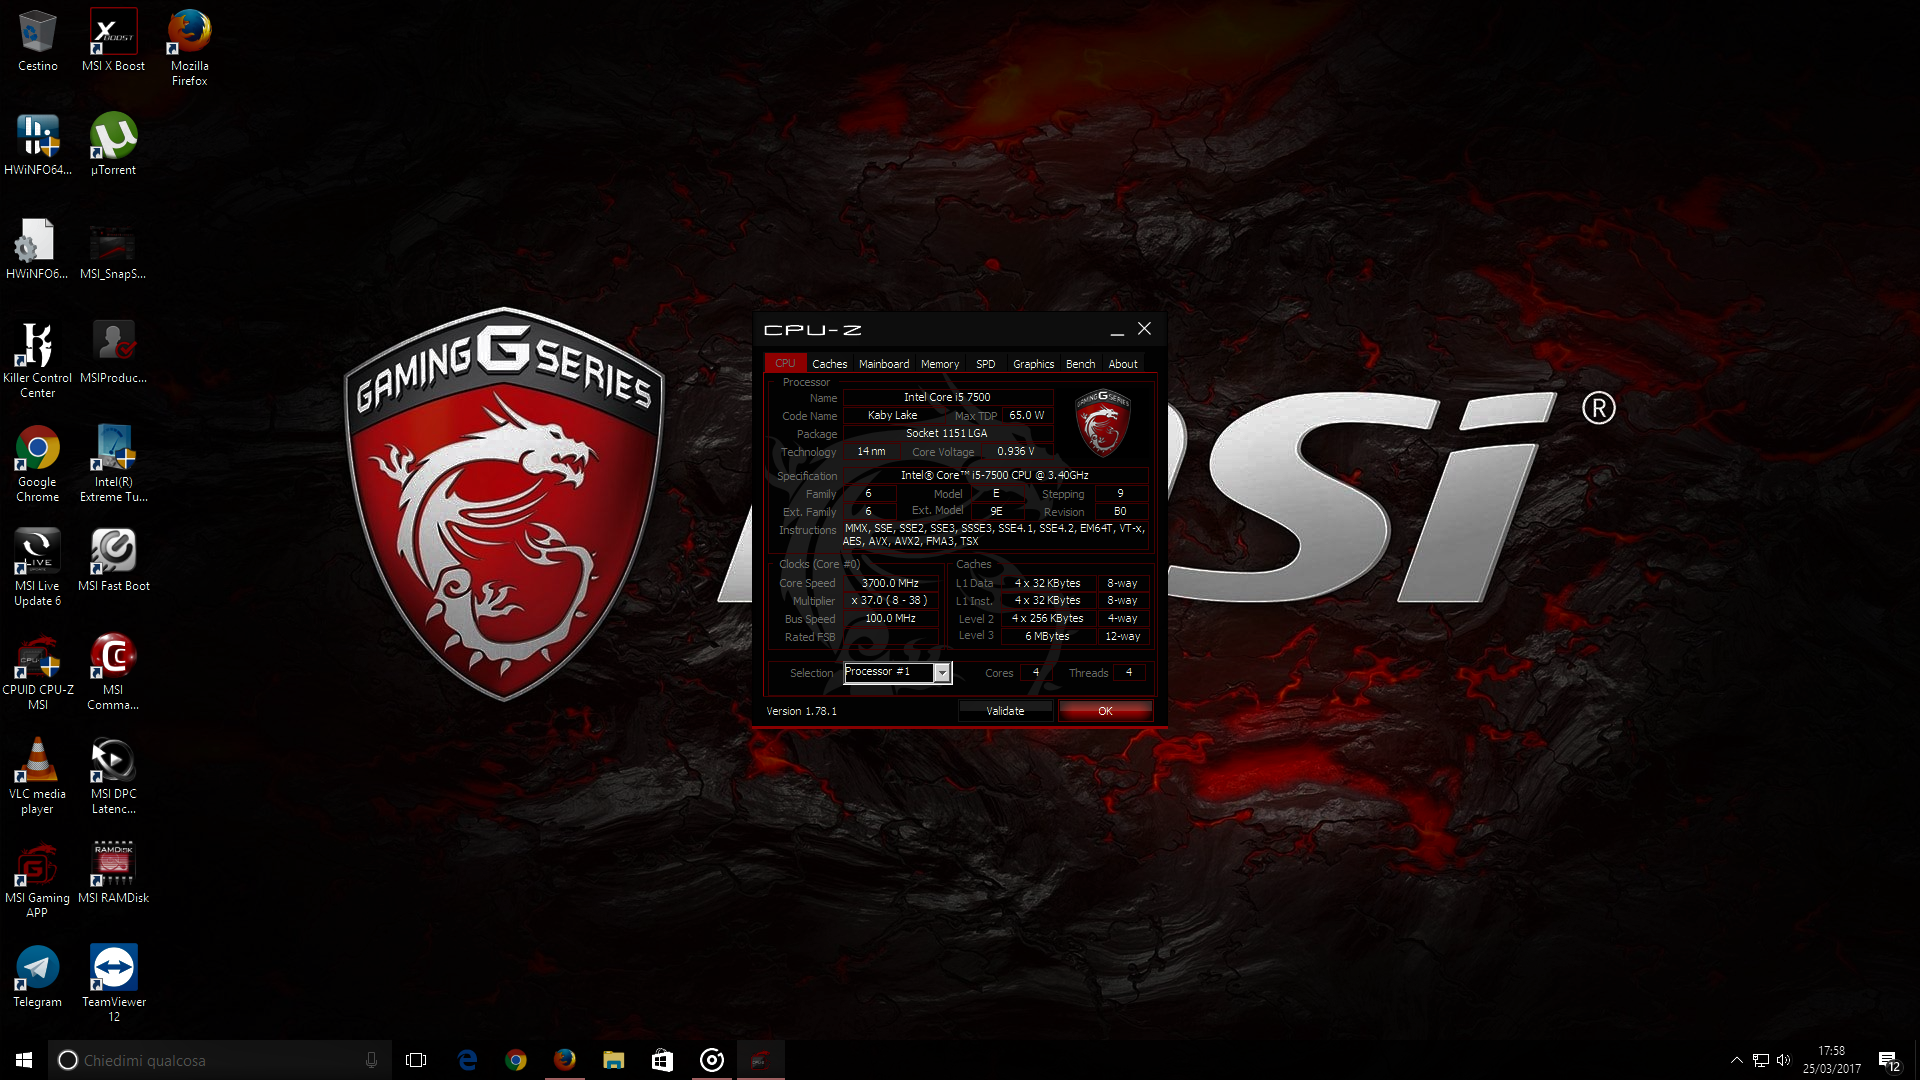 Cestino
MSI X Boost
Mozilla
Firefox
HWiNFO64...
µTorrent
HWiNFO6...
MSI_SnapS...
Killer Control
Center
MSIProduc...
Google
Chrome
Intel(R)
Extreme Tu...
MSI Live
Update 6
MSI Fast Boot
CPUID CPU-Z
MSI
MSI
Comma...
VLC media
player
MSI DPC
Latenc...
MSI Gaming
APP
MSI RAMDisk
Telegram
TeamViewer
12
GAMING G SERIES
®
CPU-Z
CPU Caches Mainboard Memory SPD Graphics Bench About
Processor
Name Intel Core i5 7500
Code Name Kaby Lake Max TDP 65.0 W
Package Socket 1151 LGA
Technology 14 nm Core Voltage 0.936 V
Specification Intel® Core™ i5-7500 CPU @ 3.40GHz
Family 6 Model E Stepping 9
Ext. Family 6 Ext. Model 9E Revision B0
Instructions MMX, SSE, SSE2, SSE3, SSSE3, SSE4.1, SSE4.2, EM64T, VT-x,
AES, AVX, AVX2, FMA3, TSX
Clocks (Core #0) Caches
Core Speed 3700.0 MHz L1 Data 4 x 32 KBytes 8-way
Multiplier x 37.0 ( 8 - 38 ) L1 Inst. 4 x 32 KBytes 8-way
Bus Speed 100.0 MHz Level 2 4 x 256 KBytes 4-way
Rated FSB Level 3 6 MBytes 12-way
Selection Processor #1 Cores 4 Threads 4
Version 1.78.1 Validate OK
Chiedimi qualcosa
17:58
25/03/2017
12